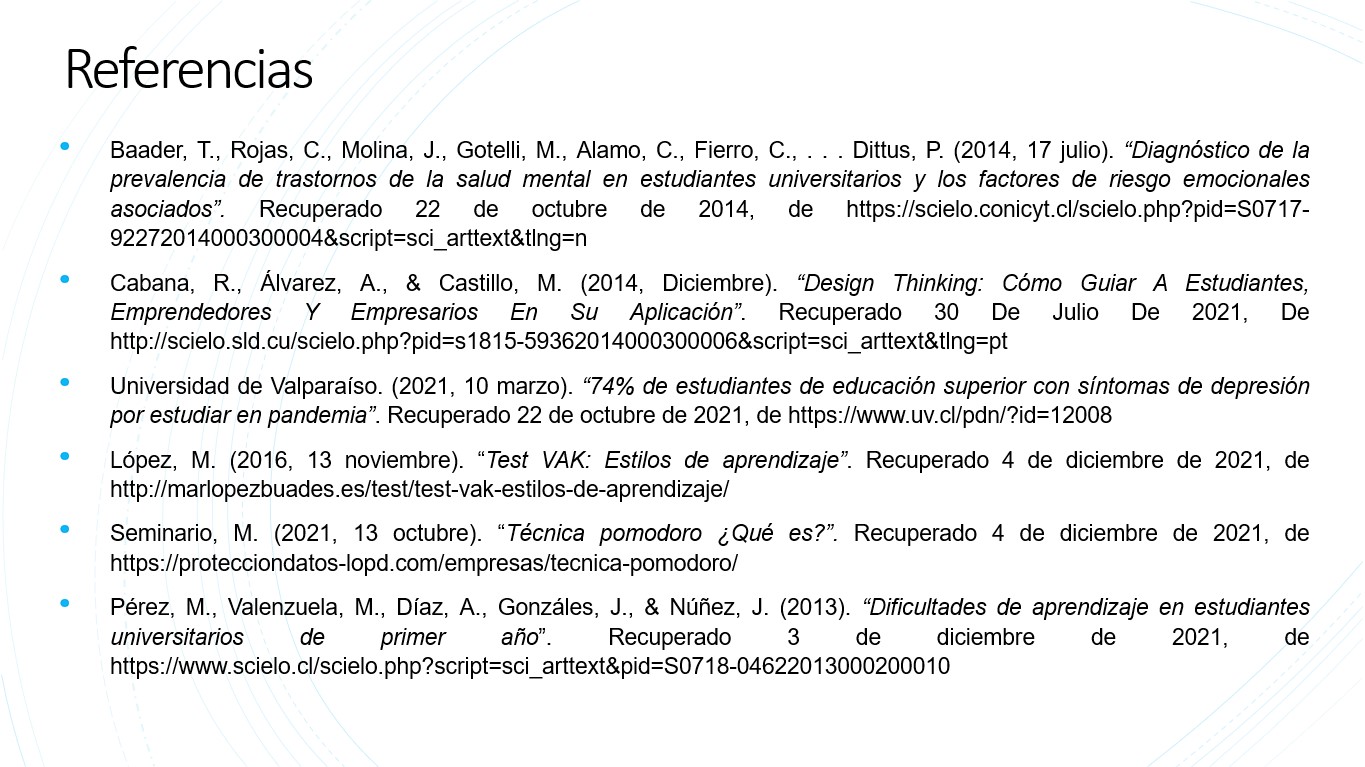 Referencias
• Baader, T., Rojas, C., Molina, J., Gotelli, M., Alamo, C., Fierro, C., . . . Dittus, P. (2014, 17 julio). “Diagnóstico de la
prevalencia de trastornos de la salud mental en estudiantes universitarios y los factores de riesgo emocionales
asociados”. Recuperado 22 de octubre de 2014, de https://scielo.conicyt.cl/scielo.php?pid=S0717-
92272014000300004&script=sci_arttext&tlng=n
• Cabana, R., Álvarez, A., & Castillo, M. (2014, Diciembre). “Design Thinking: Cómo Guiar A Estudiantes,
Emprendedores Y Empresarios En Su Aplicación”. Recuperado 30 De Julio De 2021, De
http://scielo.sld.cu/scielo.php?pid=s1815-59362014000300006&script=sci_arttext&tlng=pt
• Universidad de Valparaíso. (2021, 10 marzo). “74% de estudiantes de educación superior con síntomas de depresión
por estudiar en pandemia”. Recuperado 22 de octubre de 2021, de https://www.uv.cl/pdn/?id=12008
• López, M. (2016, 13 noviembre). “Test VAK: Estilos de aprendizaje”. Recuperado 4 de diciembre de 2021, de
http://marlopezbuades.es/test/test-vak-estilos-de-aprendizaje/
• Seminario, M. (2021, 13 octubre). “Técnica pomodoro ¿Qué es?”. Recuperado 4 de diciembre de 2021, de
https://protecciondatos-lopd.com/empresas/tecnica-pomodoro/
• Pérez, M., Valenzuela, M., Díaz, A., Gonzáles, J., & Núñez, J. (2013). “Dificultades de aprendizaje en estudiantes
universitarios de primer año”. Recuperado 3 de diciembre de 2021, de
https://www.scielo.cl/scielo.php?script=sci_arttext&pid=S0718-04622013000200010